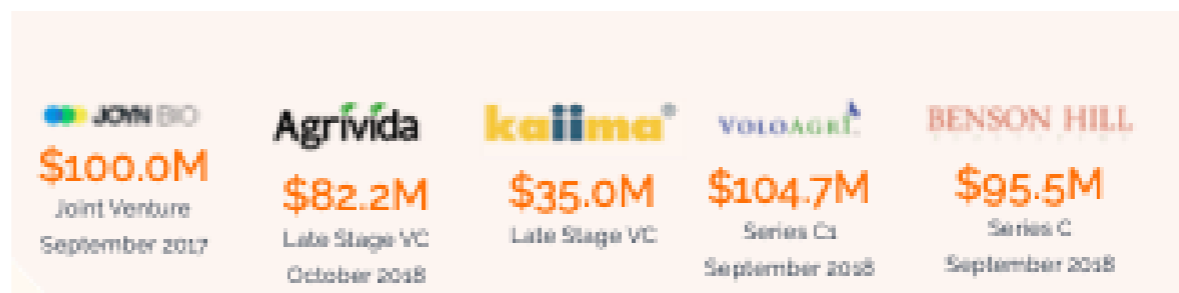 JOYN BIO
$100.0M
Joint Venture
September 2017
Agrivida
$82.2M
Late Stage VC
October 2018
kaiima®
$35.0M
Late Stage VC
VOLOAGRI
$104.7M
Series C1
September 2018
BENSON HILL
$95.5M
Series C
September 2018